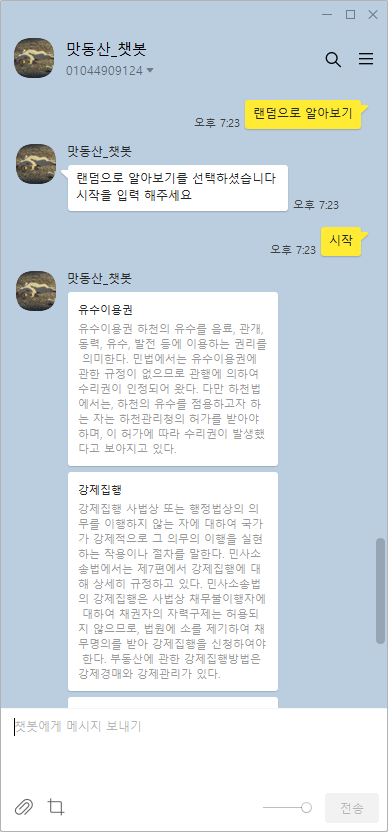 맛동산_챗봇
01044909124
랜덤으로 알아보기
오후 7:23
맛동산_챗봇
랜덤으로 알아보기를 선택하셨습니다
시작을 입력 해주세요
오후 7:23
시작
오후 7:23
맛동산_챗봇
유수이용권
유수이용권 하천의 유수를 음료, 관개,
동력, 유수, 발전 등에 이용하는 권리를
의미한다. 민법에서는 유수이용권에
관한 규정이 없으므로 관행에 의하여
수리권이 인정되어 왔다. 다만 하천법
에서는, 하천의 유수를 점용하고자 하
는 자는 하천관리청의 허가를 받아야
하며, 이 허가에 따라 수리권이 발생했
다고 보아지고 있다.
강제집행
강제집행 사법상 또는 행정법상의 의
무를 이행하지 않는 자에 대하여 국가
가 강제적으로 그 의무의 이행을 실현
하는 작용이나 절차를 말한다. 민사소
송법에서는 제7편에서 강제집행에 대
해 상세히 규정하고 있다. 민사소송법
의 강제집행은 사법상 채무불이행자에
대하여 채권자의 자력구제는 허용되
지 않으므로, 법원에 소를 제기하여 채
무명의를 받아 강제집행을 신청하여야
한다. 부동산에 관한 강제집행방법은
강제경매와 강제관리가 있다.
챗봇에게 메시지 보내기
전송